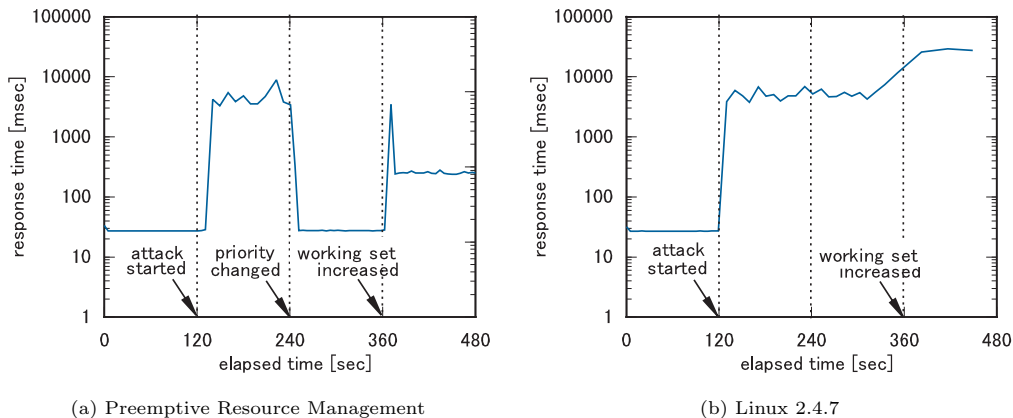 100000
10000
1000
100
10
1
response time [msec]
attack
started
priority
changed
working set
increased
0
120
240
360
480
elapsed time [sec]
(a) Preemptive Resource Management
100000
10000
1000
100
10
1
response time [msec]
attack
started
working set
increased
0
120
240
360
480
elapsed time [sec]
(b) Linux 2.4.7